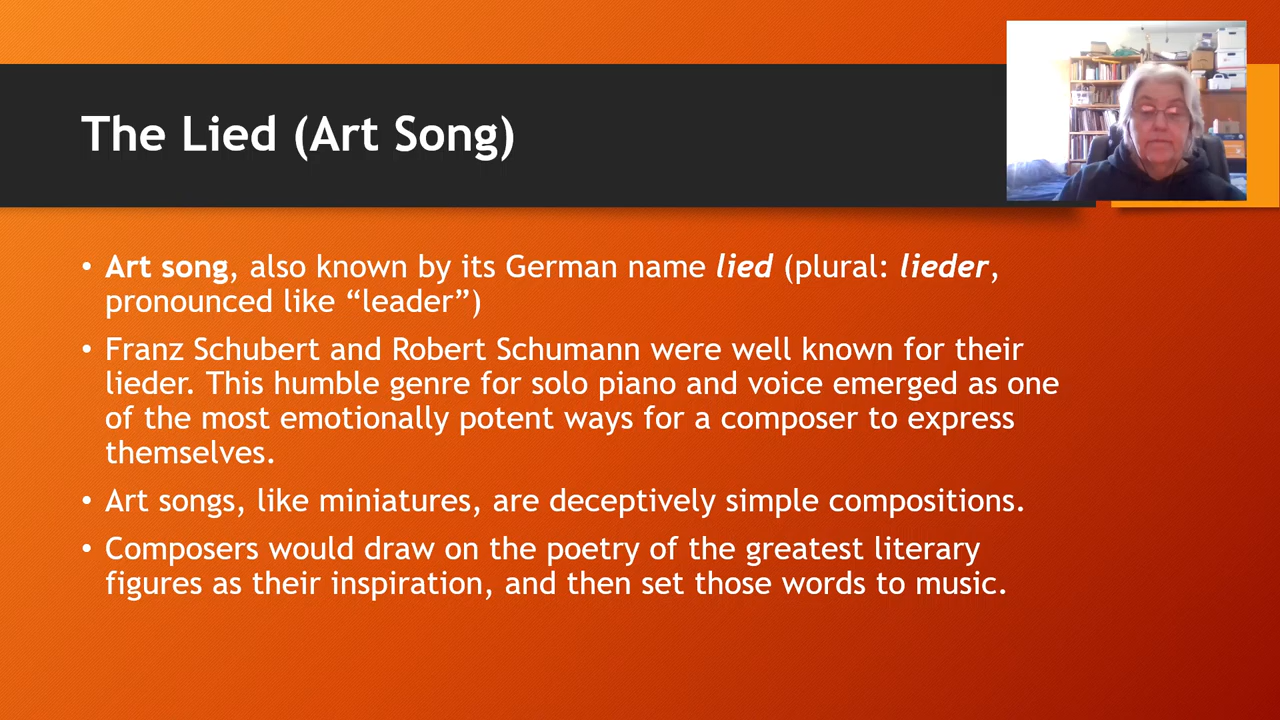 The Lied (Art Song)
• Art song, also known by its German name lied (plural: lieder,
pronounced like “leader”)
• Franz Schubert and Robert Schumann were well known for their
lieder. This humble genre for solo piano and voice emerged as one
of the most emotionally potent ways for a composer to express
themselves.
• Art songs, like miniatures, are deceptively simple compositions.
• Composers would draw on the poetry of the greatest literary
figures as their inspiration, and then set those words to music.